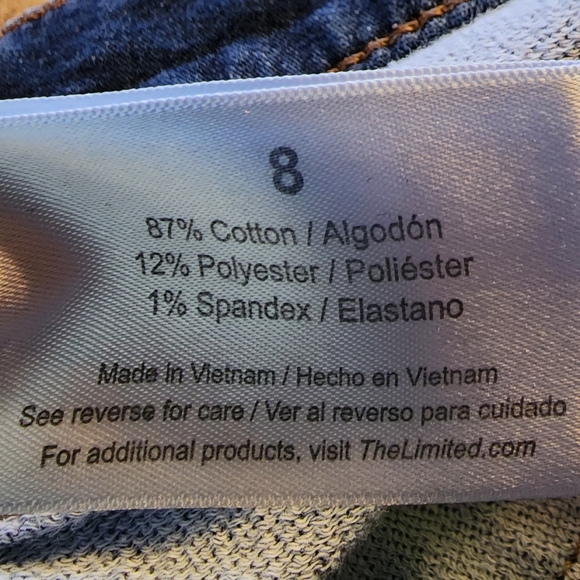 8
87% Cotton / Algodón
12% Polyester / Poliéster
1% Spandex / Elastano
Made in Vietnam / Hecho en Vietnam
See reverse for care / Ver al reverso para cuidado
For additional products, visit TheLimited.com